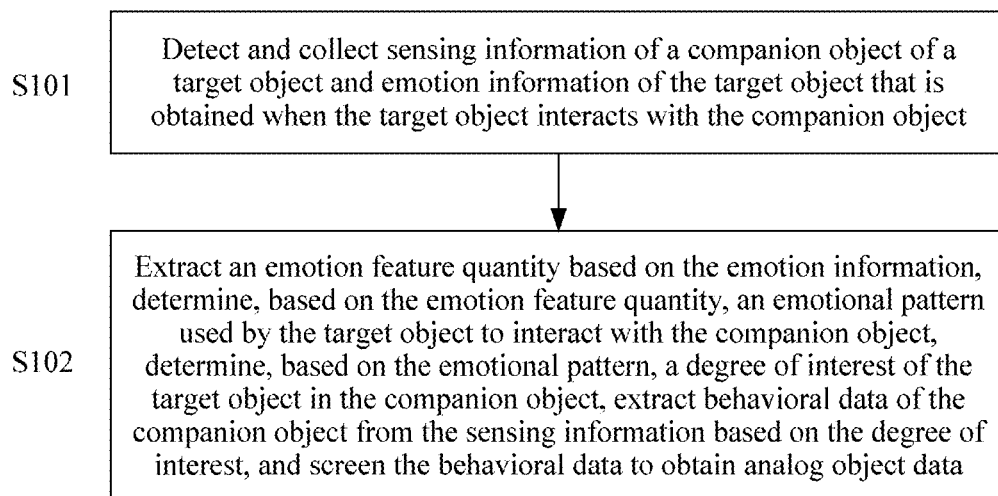 S101
Detect and collect sensing information of a companion object of a
target object and emotion information of the target object that is
obtained when the target object interacts with the companion object
S102
Extract an emotion feature quantity based on the emotion information,
determine, based on the emotion feature quantity, an emotional pattern
used by the target object to interact with the companion object,
determine, based on the emotional pattern, a degree of interest of the
target object in the companion object, extract behavioral data of the
companion object from the sensing information based on the degree of
interest, and screen the behavioral data to obtain analog object data